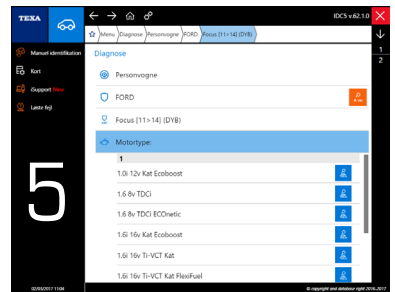 TEXA
IDC5 v.62.1.0
Menu Diagnose Personvogne FORD Focus [11>14] (DYB)
Manuel identifikation
Kort
iSupport New
Løste fejl
1
2
Diagnose
Personvogne
FORD
Focus [11>14] (DYB)
Motortype:
1
1.0i 12v Kat Ecoboost
1.6 8v TDCi
1.6 8v TDCi ECOnetic
1.6i 16v Kat Ecoboost
1.6i 16v Ti-VCT Kat
1.6i 16v Ti-VCT Kat FlexiFuel
5
02/03/2017 11:04
© copyright and database right 2016-2017